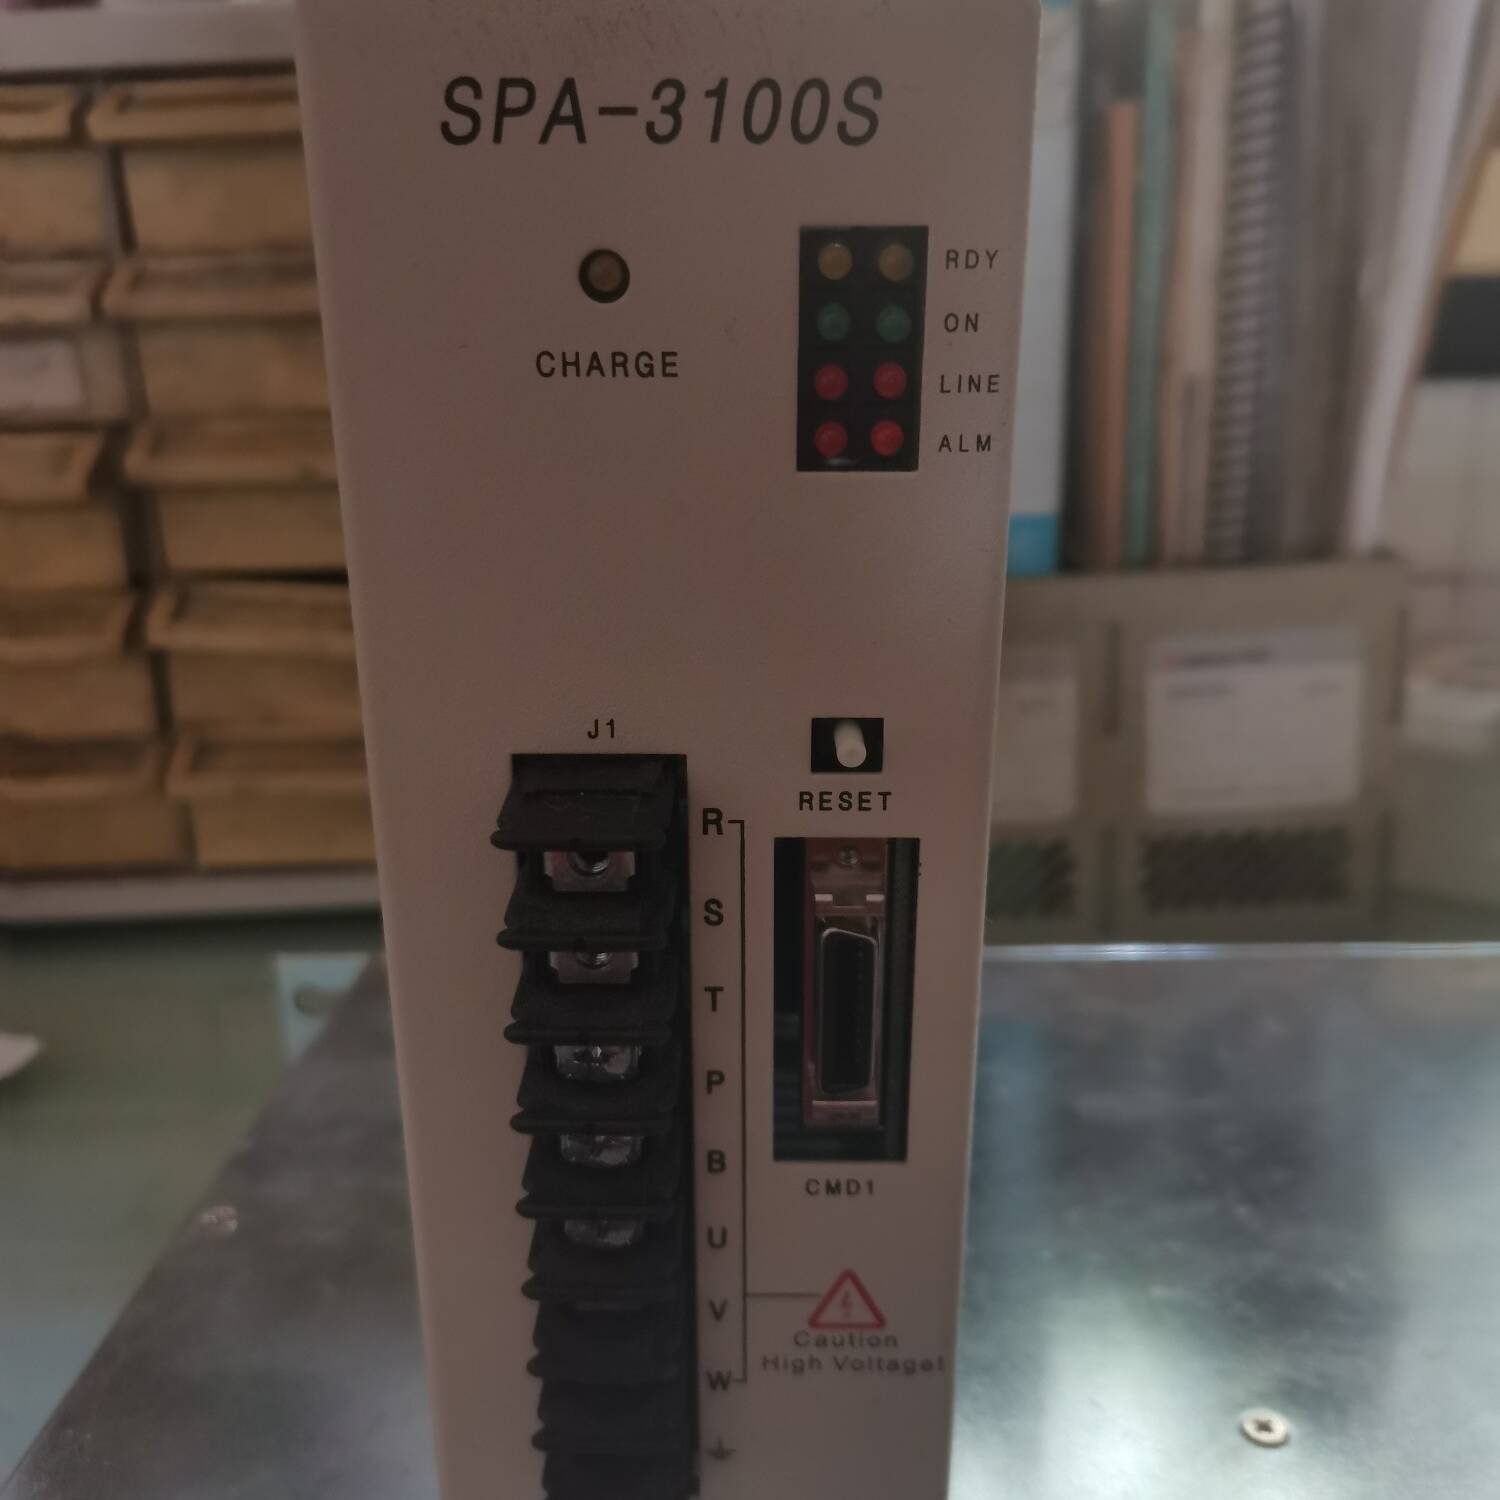 SPA-3100S
CHARGE
RDY
ON
LINE
ALM
J1
RESET
R
S
T
P
B
U
V
W
CMD1
Caution
High Voltage!